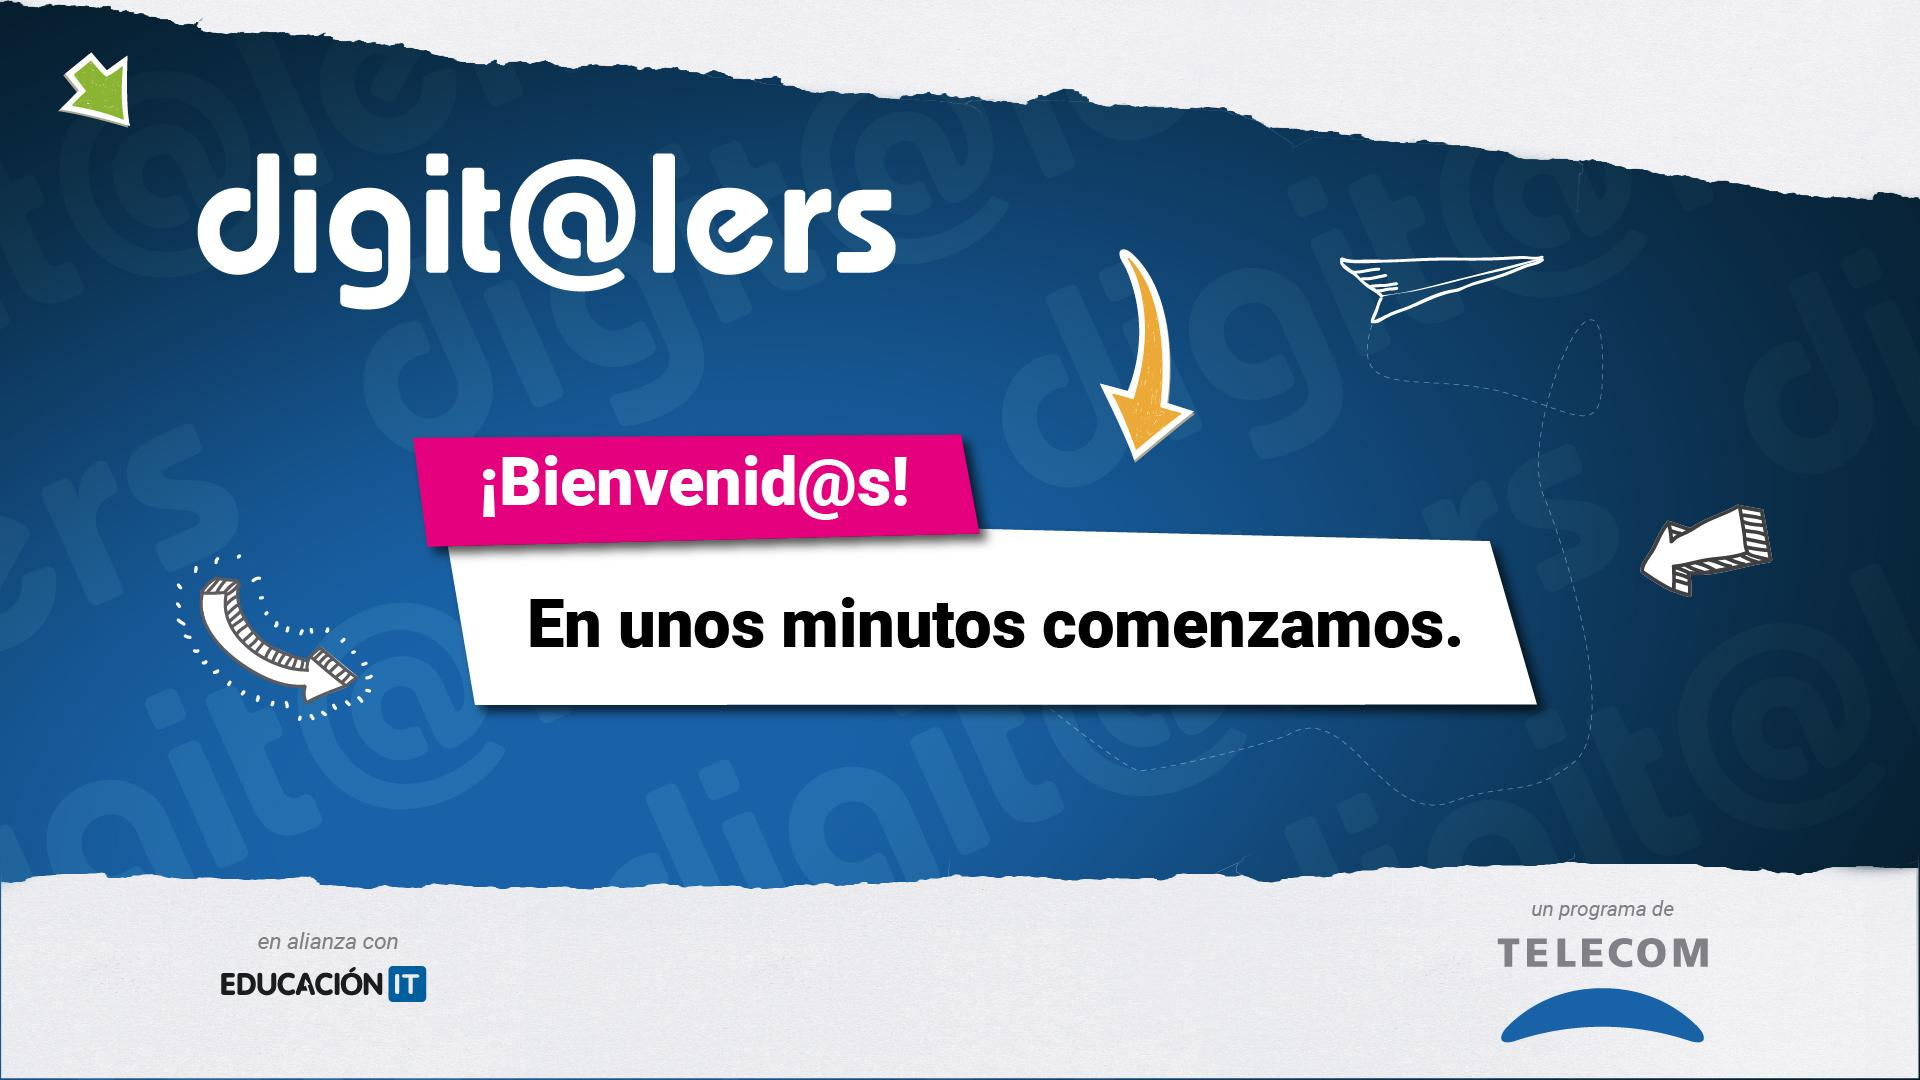 digit@lers
¡Bienvenid@s!
En unos minutos comenzamos.
en alianza con
EDUCACIÓN IT
un programa de
TELECOM